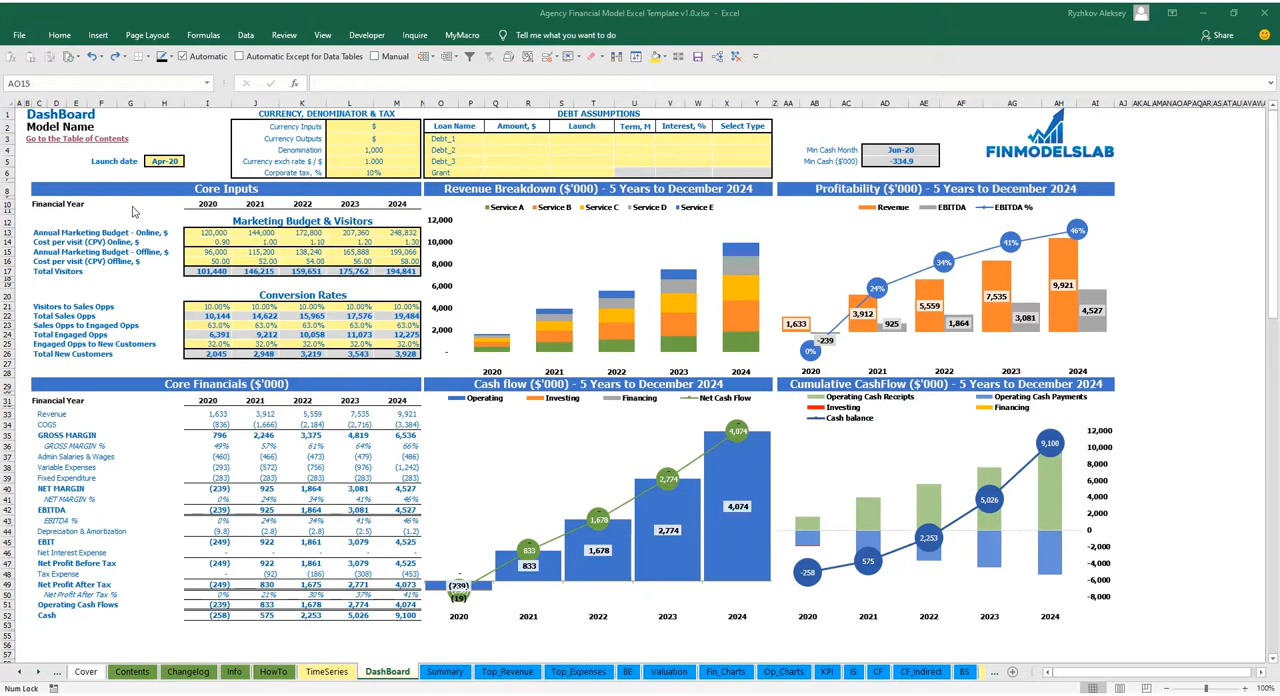 Agency Financial Model Excel Template v1.0.xlsx - Excel
Ryzhkov Aleksey
File Home Insert Page Layout Formulas Data Review View Developer Inquire MyMacro Tell me what you want to do Share
Automatic Automatic Except for Data Tables Manual
AO15
DashBoard
Model Name
Go to the Table of Contents
Launch date Apr-20
CURRENCY, DENOMINATOR & TAX
Currency Inputs $
Currency Outputs $
Denomination 1,000
Currency exch rate $ / $ 1.000
Corporate tax, % 10%
DEBT ASSUMPTIONS
Loan Name Amount, $ Launch Term, M Interest, % Select Type
Debt_1
Debt_2
Debt_3
Grant
Min Cash Month Jun-20
Min Cash ($'000) -334.9
FINMODELSLAB
Core Inputs
Financial Year 2020 2021 2022 2023 2024
Marketing Budget & Visitors
Annual Marketing Budget - Online, $ 120,000 144,000 172,800 207,360 248,832
Cost per visit (CPV) Online, $ 0.90 1.00 1.10 1.20 1.30
Annual Marketing Budget - Offline, $ 96,000 115,200 138,240 165,888 199,066
Cost per visit (CPV) Offline, $ 50.00 52.00 54.00 56.00 58.00
Total Visitors 101,440 146,215 159,651 175,762 194,841
Conversion Rates
Visitors to Sales Opps 10.00% 10.00% 10.00% 10.00% 10.00%
Total Sales Opps 10,144 14,622 15,965 17,576 19,484
Sales Opps to Engaged Opps 63.0% 63.0% 63.0% 63.0% 63.0%
Total Engaged Opps 6,391 9,212 10,058 11,073 12,275
Engaged Opps to New Customers 32.0% 32.0% 32.0% 32.0% 32.0%
Total New Customers 2,045 2,948 3,219 3,543 3,928
Revenue Breakdown ($'000) - 5 Years to December 2024
Service A Service B Service C Service D Service E
12,000
10,000
8,000
6,000
4,000
2,000
-
2020 2021 2022 2023 2024
Profitability ($'000) - 5 Years to December 2024
Revenue EBITDA EBITDA %
0% 24% 34% 41% 46%
1,633 3,912 5,559 7,535 9,921
-239 925 1,864 3,081 4,527
2020 2021 2022 2023 2024
Core Financials ($'000)
Financial Year 2020 2021 2022 2023 2024
Revenue 1,633 3,912 5,559 7,535 9,921
COGS (836) (1,666) (2,184) (2,716) (3,384)
GROSS MARGIN 796 2,246 3,375 4,819 6,536
GROSS MARGIN % 49% 57% 61% 64% 66%
Admin Salaries & Wages (460) (466) (473) (479) (486)
Variable Expenses (293) (572) (756) (976) (1,242)
Fixed Expenditure (283) (283) (283) (283) (283)
NET MARGIN (239) 925 1,864 3,081 4,527
NET MARGIN % 0% 24% 34% 41% 46%
EBITDA (239) 925 1,864 3,081 4,527
EBITDA % 0% 24% 34% 41% 46%
Depreciation & Amortization (9.8) (2.8) (2.8) (2.5) (1.2)
EBIT (249) 922 1,861 3,079 4,525
Net Interest Expense - - - - -
Net Profit Before Tax (249) 922 1,861 3,079 4,525
Tax Expense - (92) (186) (308) (453)
Net Profit After Tax (249) 830 1,675 2,771 4,073
Net Profit After Tax % 0% 21% 30% 37% 41%
Operating Cash Flows (239) 833 1,678 2,774 4,074
Cash (258) 575 2,253 5,026 9,100
Cash flow ($'000) - 5 Years to December 2024
Operating Investing Financing Net Cash Flow
4,074
2,774
1,678
833
(239)
(19)
833 1,678 2,774 4,074
2020 2021 2022 2023 2024
Cumulative CashFlow ($'000) - 5 Years to December 2024
Operating Cash Receipts Operating Cash Payments
Investing Financing
Cash balance
-258 575 2,253 5,026 9,100
12,000
10,000
8,000
6,000
4,000
2,000
0
-2,000
-4,000
-6,000
-8,000
2020 2021 2022 2023 2024
... Cover Contents Changelog Info HowTo TimeSeries DashBoard Summary Top_Revenue Top_Expenses BE Valuation Fin_Charts Op_Charts KPI IS CF CF_Indirect BS ...
Num Lock 100%